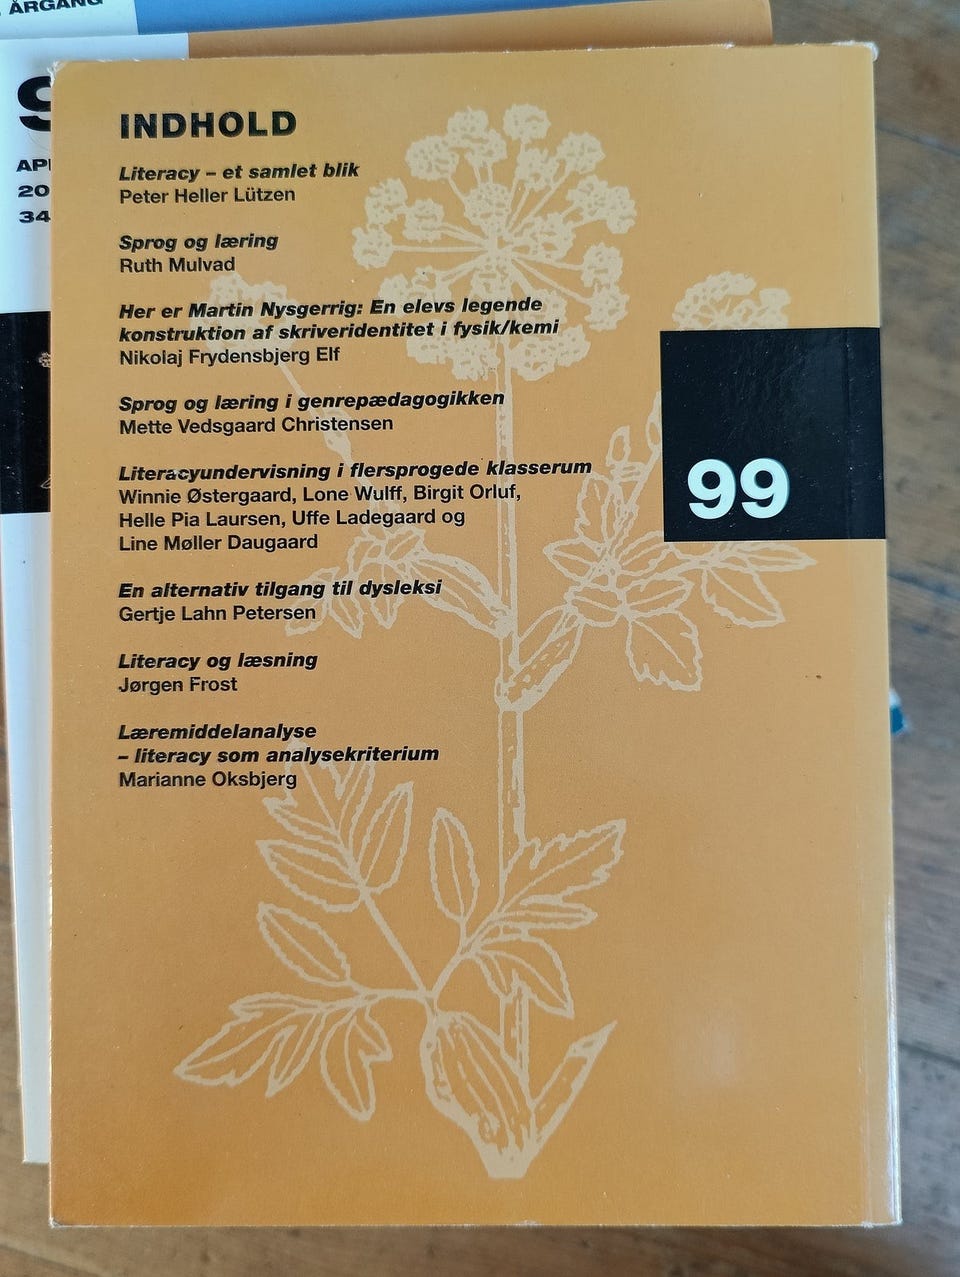 ÅRGANG
20
34
INDHOLD
Literacy – et samlet blik
Peter Heller Lützen
Sprog og læring
Ruth Mulvad
Her er Martin Nysgerrig: En elevs legende
konstruktion af skriveridentitet i fysik/kemi
Nikolaj Frydensbjerg Elf
Sprog og læring i genrepædagogikken
Mette Vedsgaard Christensen
Literacyundervisning i flersprogede klasserum
Winnie Østergaard, Lone Wulff, Birgit Orluf,
Helle Pia Laursen, Uffe Ladegaard og
Line Møller Daugaard
En alternativ tilgang til dysleksi
Gertje Lahn Petersen
Literacy og læsning
Jørgen Frost
Læremiddelanalyse
– literacy som analysekriterium
Marianne Oksbjerg
99